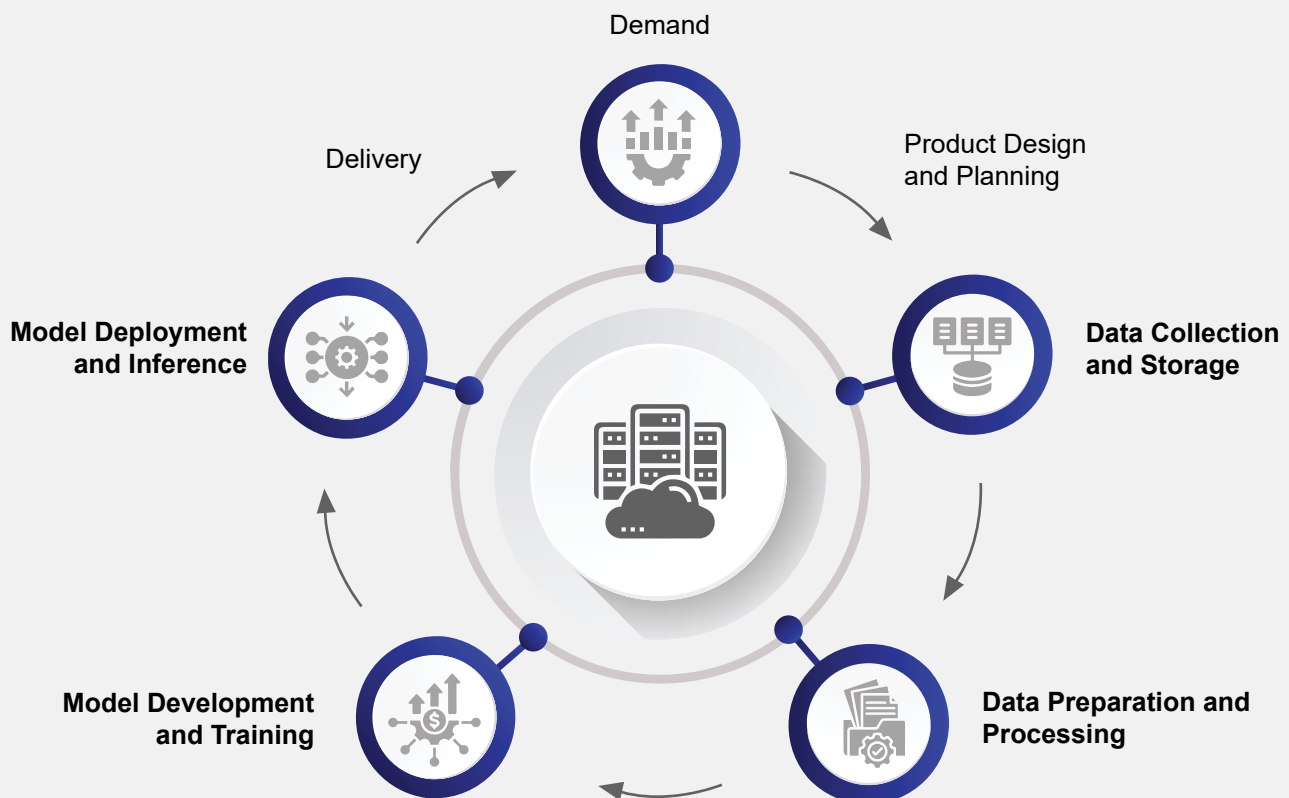 Demand
Delivery
Product Design
and Planning
Model Deployment
and Inference
Data Collection
and Storage
Model Development
and Training
$
Data Preparation and
Processing